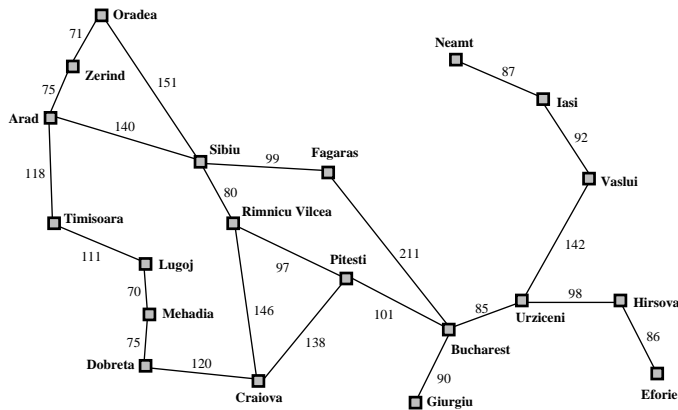 Oradea
71
Neamt
Zerind
87
151
75
Iasi
Arad
140
92
Sibiu
Fagaras
99
118
Vaslui
80
Timisoara
Rimnicu Vilcea
142
111
211
Lugoj
97
Pitesti
70
98
Hirsova
Mehadia
146
101
85
Urziceni
86
75
138
Bucharest
120
Dobreta
90
Craiova
Eforie
Giurgiu